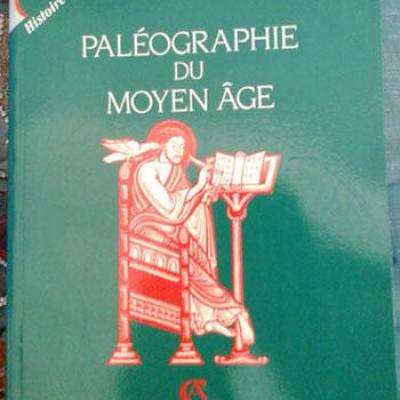 Histoire
PALÉOGRAPHIE
DU
MOYEN ÂGE